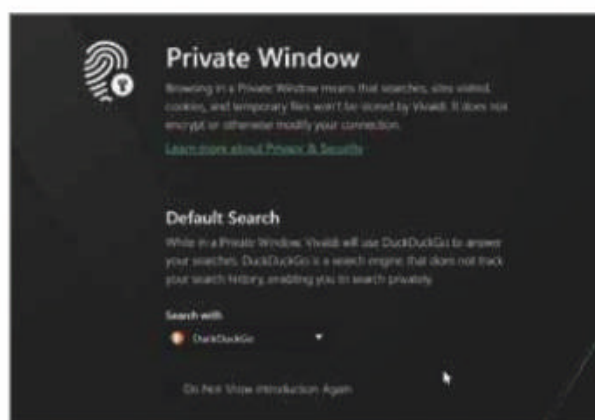 Private Window
Browsing in a Private Window means that searches, sites visited,
cookies, and temporary files won't be stored by Vivaldi. It does not
encrypt or otherwise modify your connection.
Learn more about Privacy & Security
Default Search
While in a Private Window, Vivaldi will use DuckDuckGo to answer
your searches. DuckDuckGo is a search engine that does not track
your search history, enabling you to search privately.
Search with
DuckDuckGo
Do Not Show Introduction Again